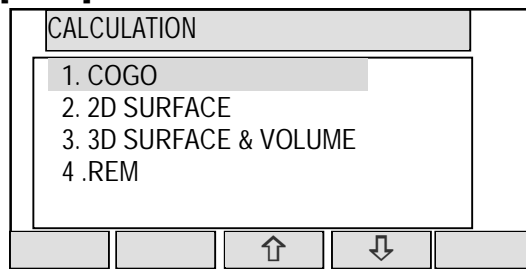 CALCULATION
1. COGO
2. 2D SURFACE
3. 3D SURFACE & VOLUME
4 .REM